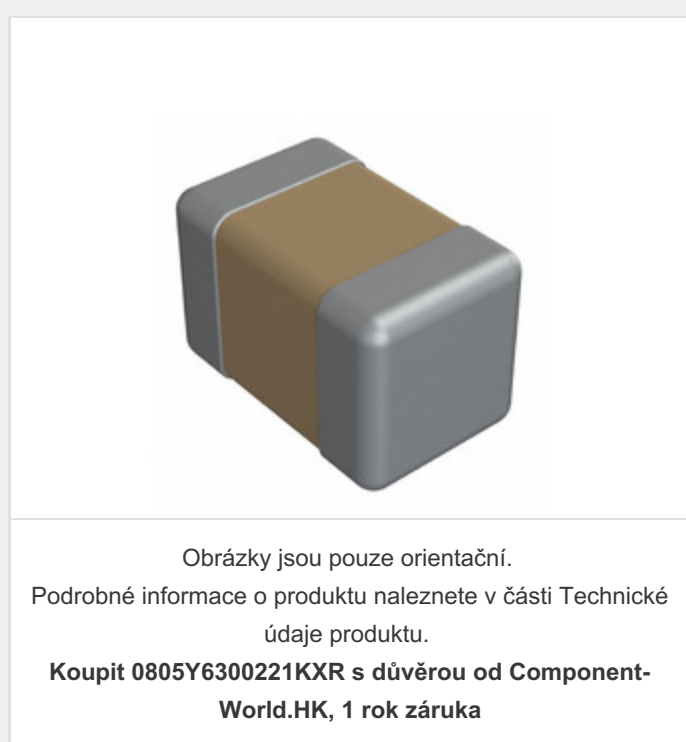 Obrázky jsou pouze orientační.
Podrobné informace o produktu naleznete v části Technické
údaje produktu.
Koupit 0805Y6300221KXR s důvěrou od Component-
World.HK, 1 rok záruka